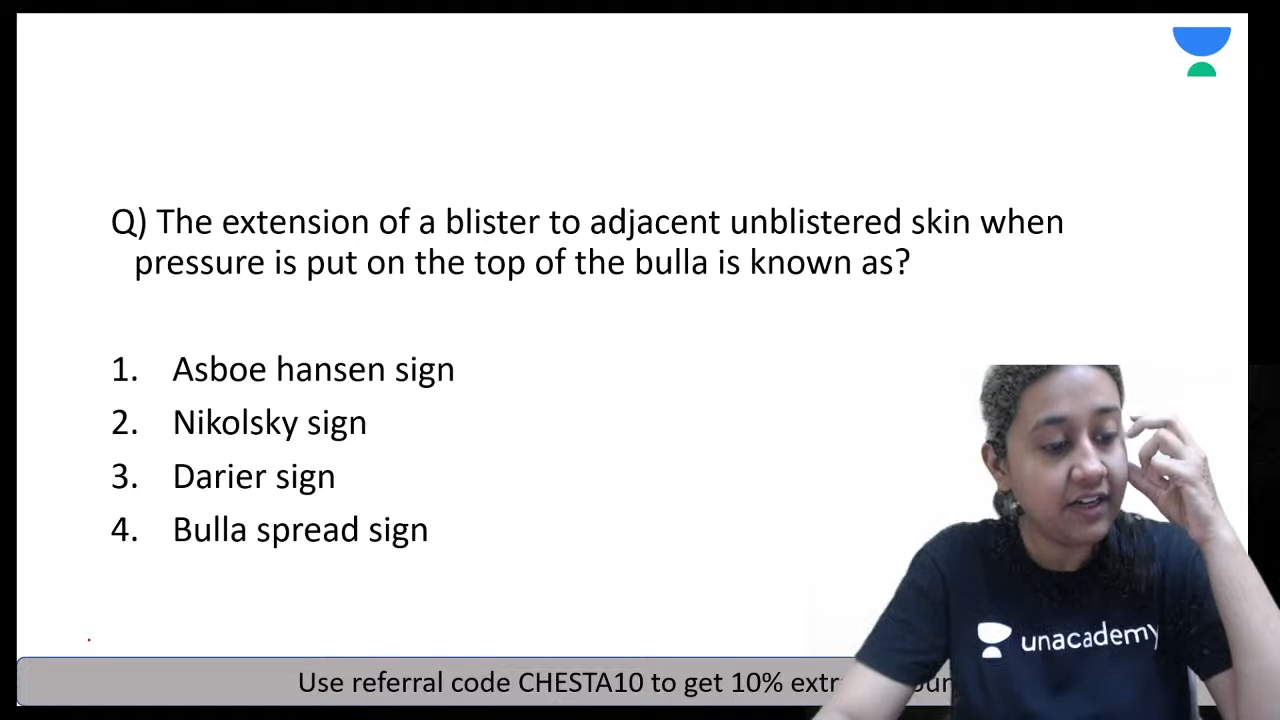 Q) The extension of a blister to adjacent unblistered skin when
pressure is put on the top of the bulla is known as?
1. Asboe hansen sign
2. Nikolsky sign
3. Darier sign
4. Bulla spread sign
unacademy
Use referral code CHESTA10 to get 10%